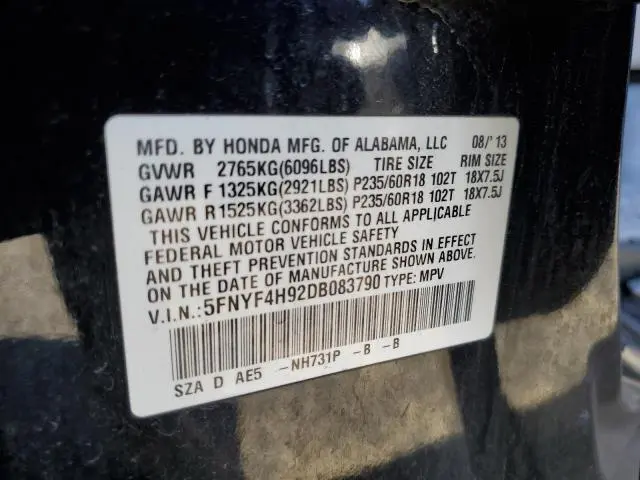 MFD. BY HONDA MFG. OF ALABAMA, LLC 08/'13
GVWR 2765KG(6096LBS) TIRE SIZE RIM SIZE
GAWR F 1325KG(2921LBS) P235/60R18 102T 18X7.5J
GAWR R 1525KG(3362LBS) P235/60R18 102T 18X7.5J
THIS VEHICLE CONFORMS TO ALL APPLICABLE
FEDERAL MOTOR VEHICLE SAFETY
AND THEFT PREVENTION STANDARDS IN EFFECT
ON THE DATE OF MANUFACTURE SHOWN ABOVE.
V.I.N.: 5FNYF4H92DB083790 TYPE: MPV
SZA D AE5 -NH731P -B -B